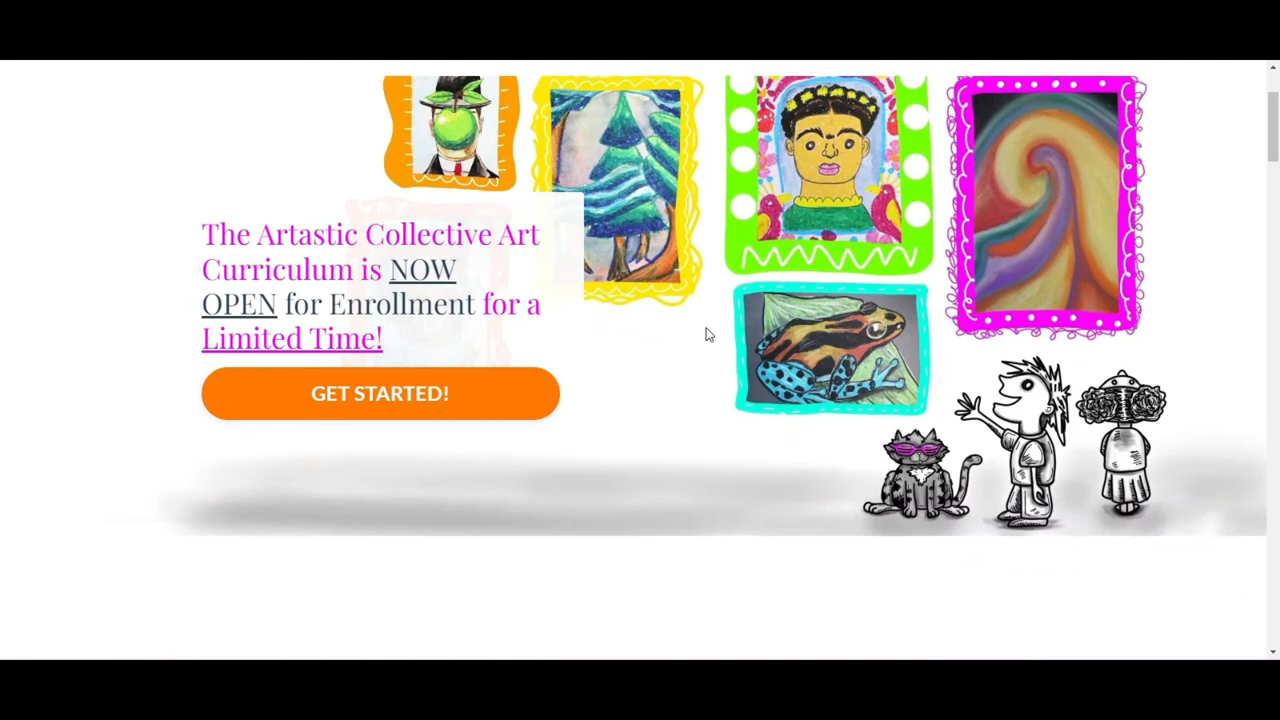 The Artastic Collective Art
Curriculum is NOW
OPEN for Enrollment for a
Limited Time!
GET STARTED!